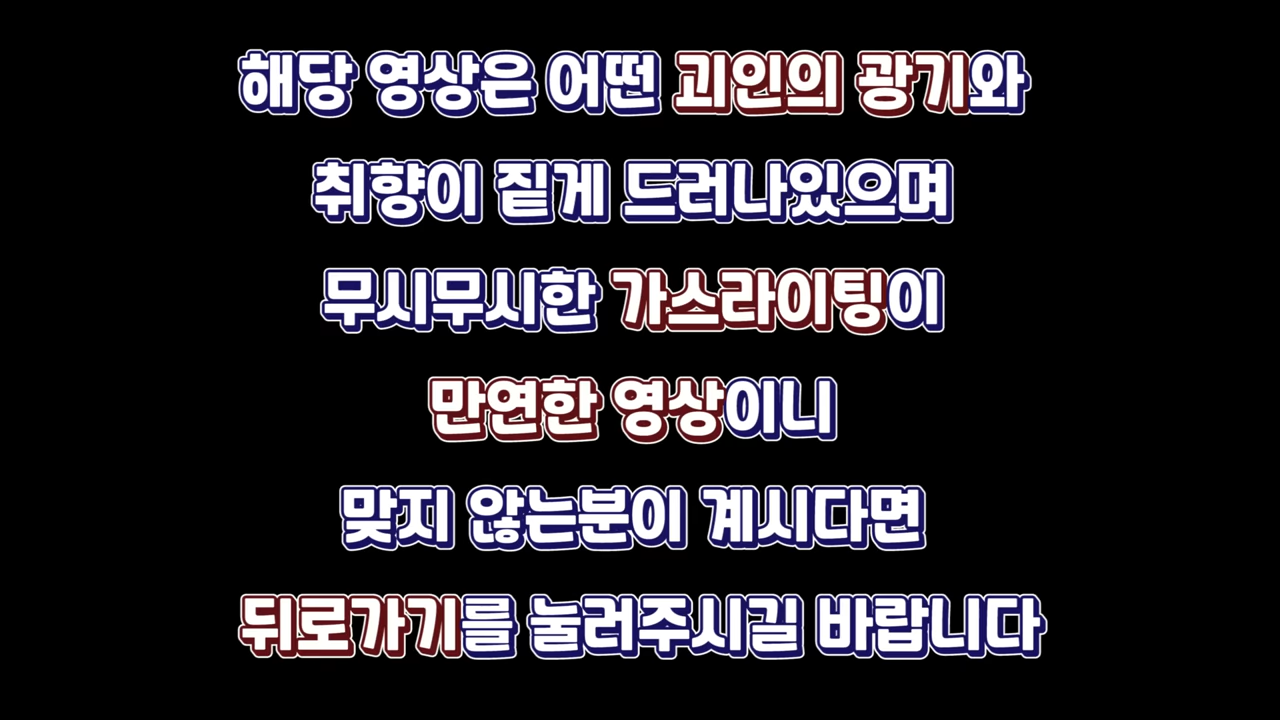 해당 영상은 어떤 괴인의 광기와
취향이 짙게 드러나있으며
무시무시한 가스라이팅이
만연한 영상이니
맞지 않는분이 계시다면
뒤로가기를 눌러주시길 바랍니다